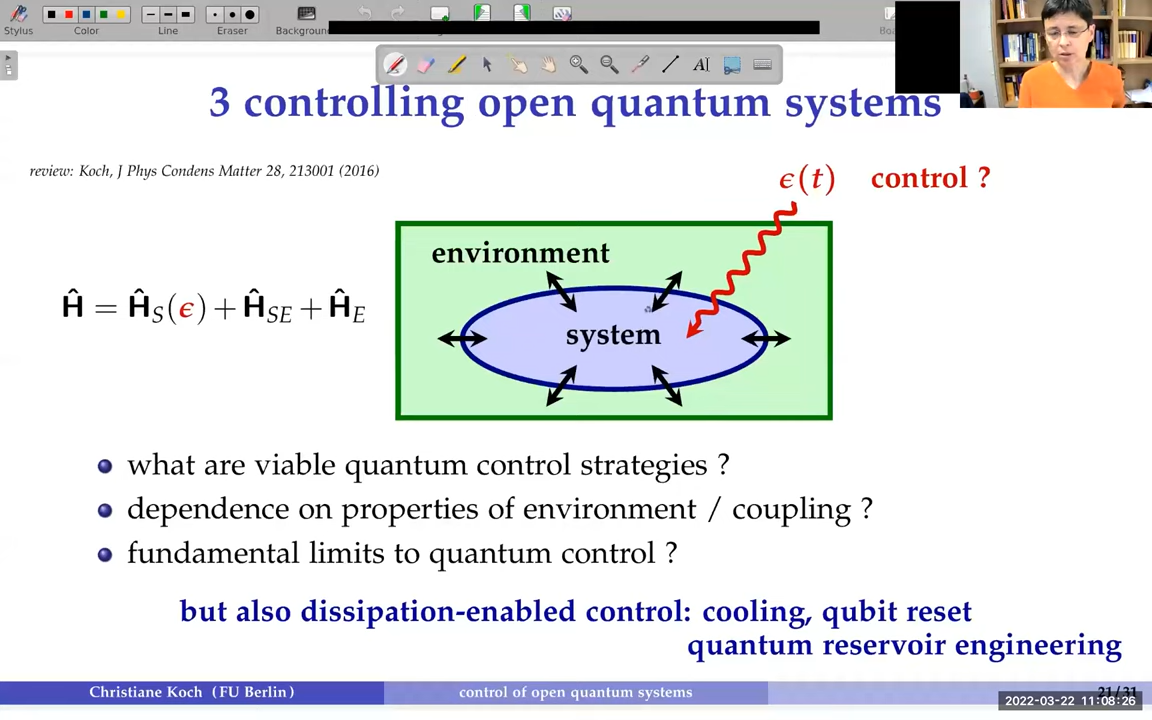 Stylus
Color
Line
Eraser
3 controlling open quantum systems
review: Koch, J Phys Condens Matter 28, 213001 (2016)
ϵ(t) control ?
environment
Ĥ = Ĥ_S(ϵ) + Ĥ_SE + Ĥ_E
system
what are viable quantum control strategies ?
dependence on properties of environment / coupling ?
fundamental limits to quantum control ?
but also dissipation-enabled control: cooling, qubit reset
quantum reservoir engineering
Christiane Koch (FU Berlin)
control of open quantum systems
21/31
2022-03-22 11:08:26